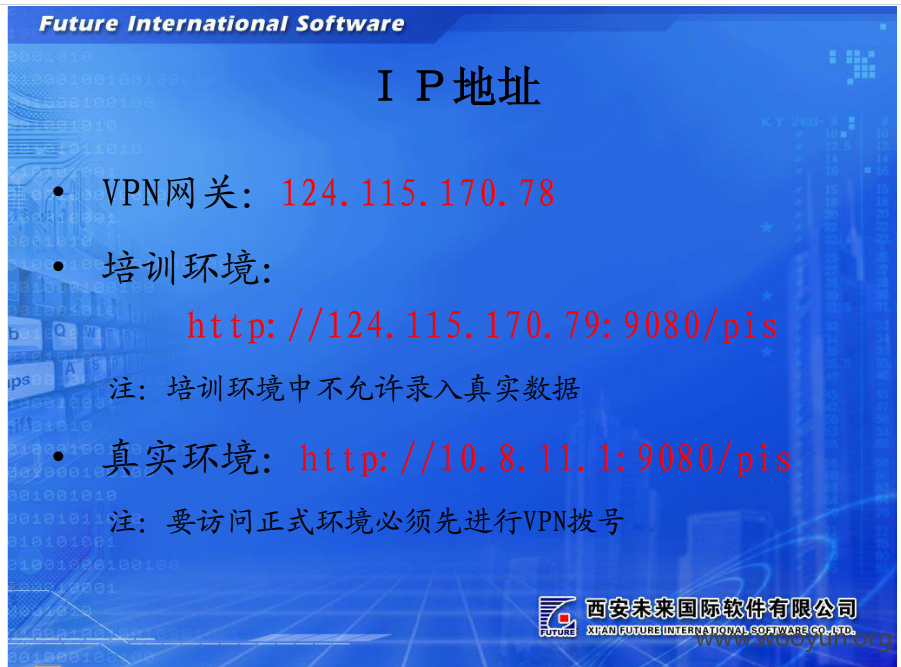 Future International Software
ＩＰ地址
• VPN网关: 124.115.170.78
• 培训环境:
http://124.115.170.79:9080/pis
注: 培训环境中不允许录入真实数据
• 真实环境: http://10.8.11.1:9080/pis
注: 要访问正式环境必须先进行VPN拨号
西安未来国际软件有限公司
FUTURE
XI'AN FUTURE INTERNATIONAL SOFTWARE CO.,LTD.
www.wooyun.org